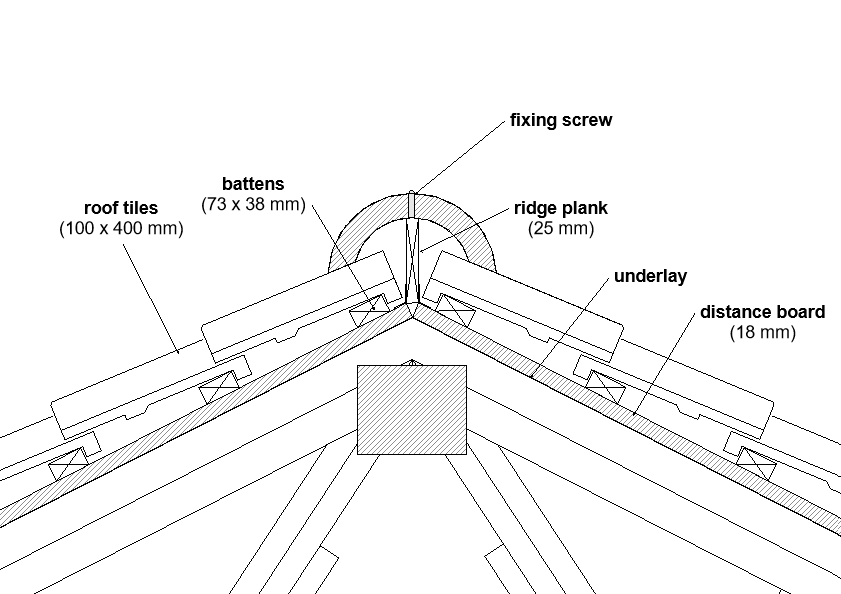 fixing screw
battens
(73 x 38 mm)
roof tiles
(100 x 400 mm)
ridge plank
(25 mm)
underlay
distance board
(18 mm)